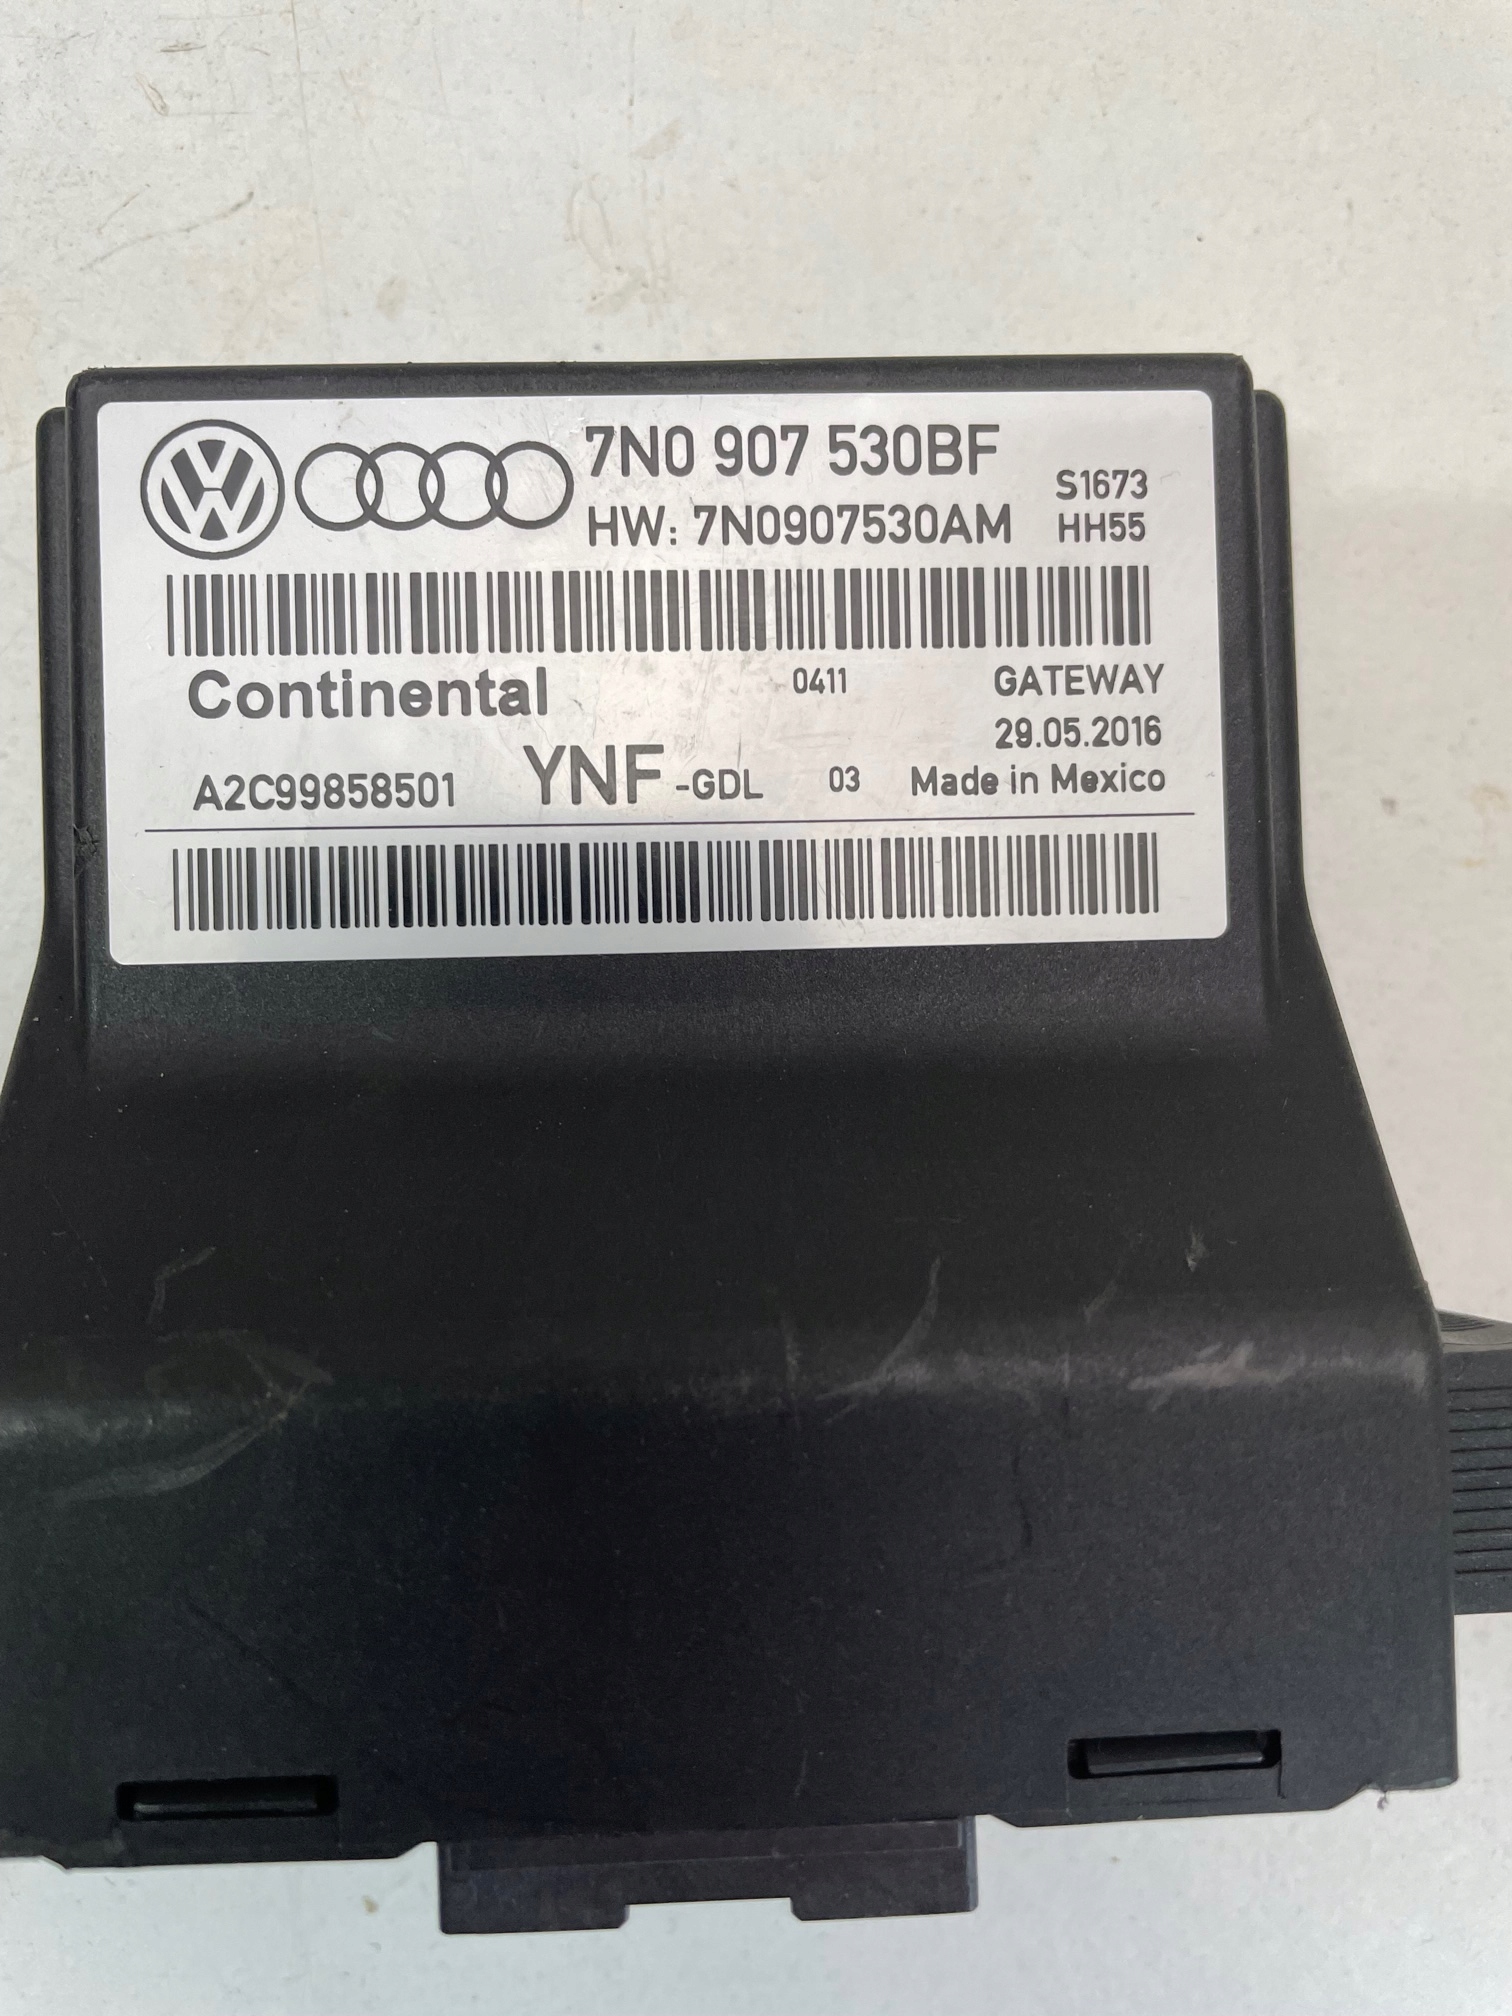 7N0 907 530BF
HW: 7N0907530AM
S1673
HH55
Continental
0411
GATEWAY
29.05.2016
A2C99858501
YNF -GDL
03
Made in Mexico